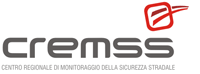 cremss
CENTRO REGIONALE DI MONITORAGGIO DELLA SICUREZZA STRADALE